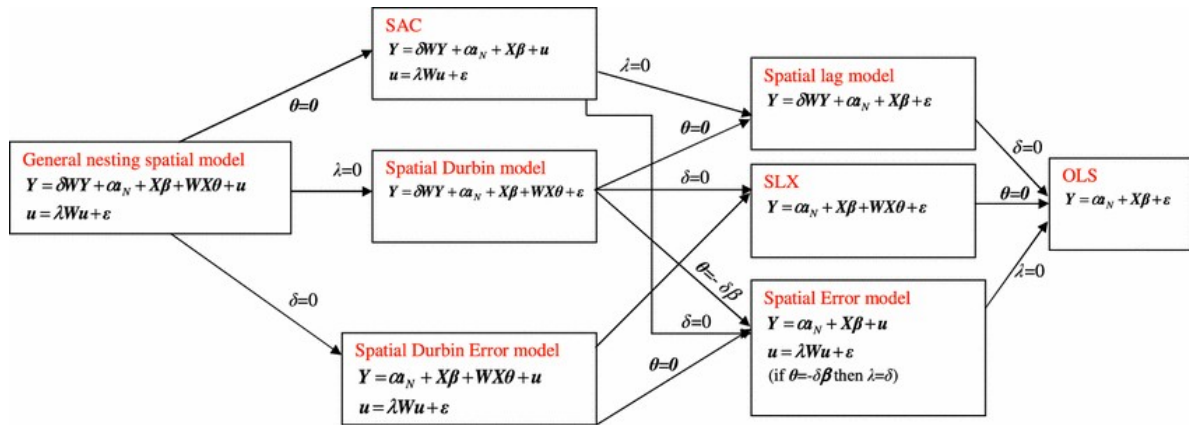 SAC
Y = δWY + αι_N + Xβ + u
u = λWu + ε
θ=0
λ=0
Spatial lag model
Y = δWY + αι_N + Xβ + ε
General nesting spatial model
Y = δWY + αι_N + Xβ + WXθ + u
u = λWu + ε
λ=0
Spatial Durbin model
Y = δWY + αι_N + Xβ + WXθ + ε
θ=0
δ=0
SLX
Y = αι_N + Xβ + WXθ + ε
δ=0
θ=0
OLS
Y = αι_N + Xβ + ε
δ=0
θ=- δβ
δ=0
θ=0
Spatial Durbin Error model
Y = αι_N + Xβ + WXθ + u
u = λWu + ε
Spatial Error model
Y = αι_N + Xβ + u
u = λWu + ε
(if θ=-δβ then λ=δ)
λ=0